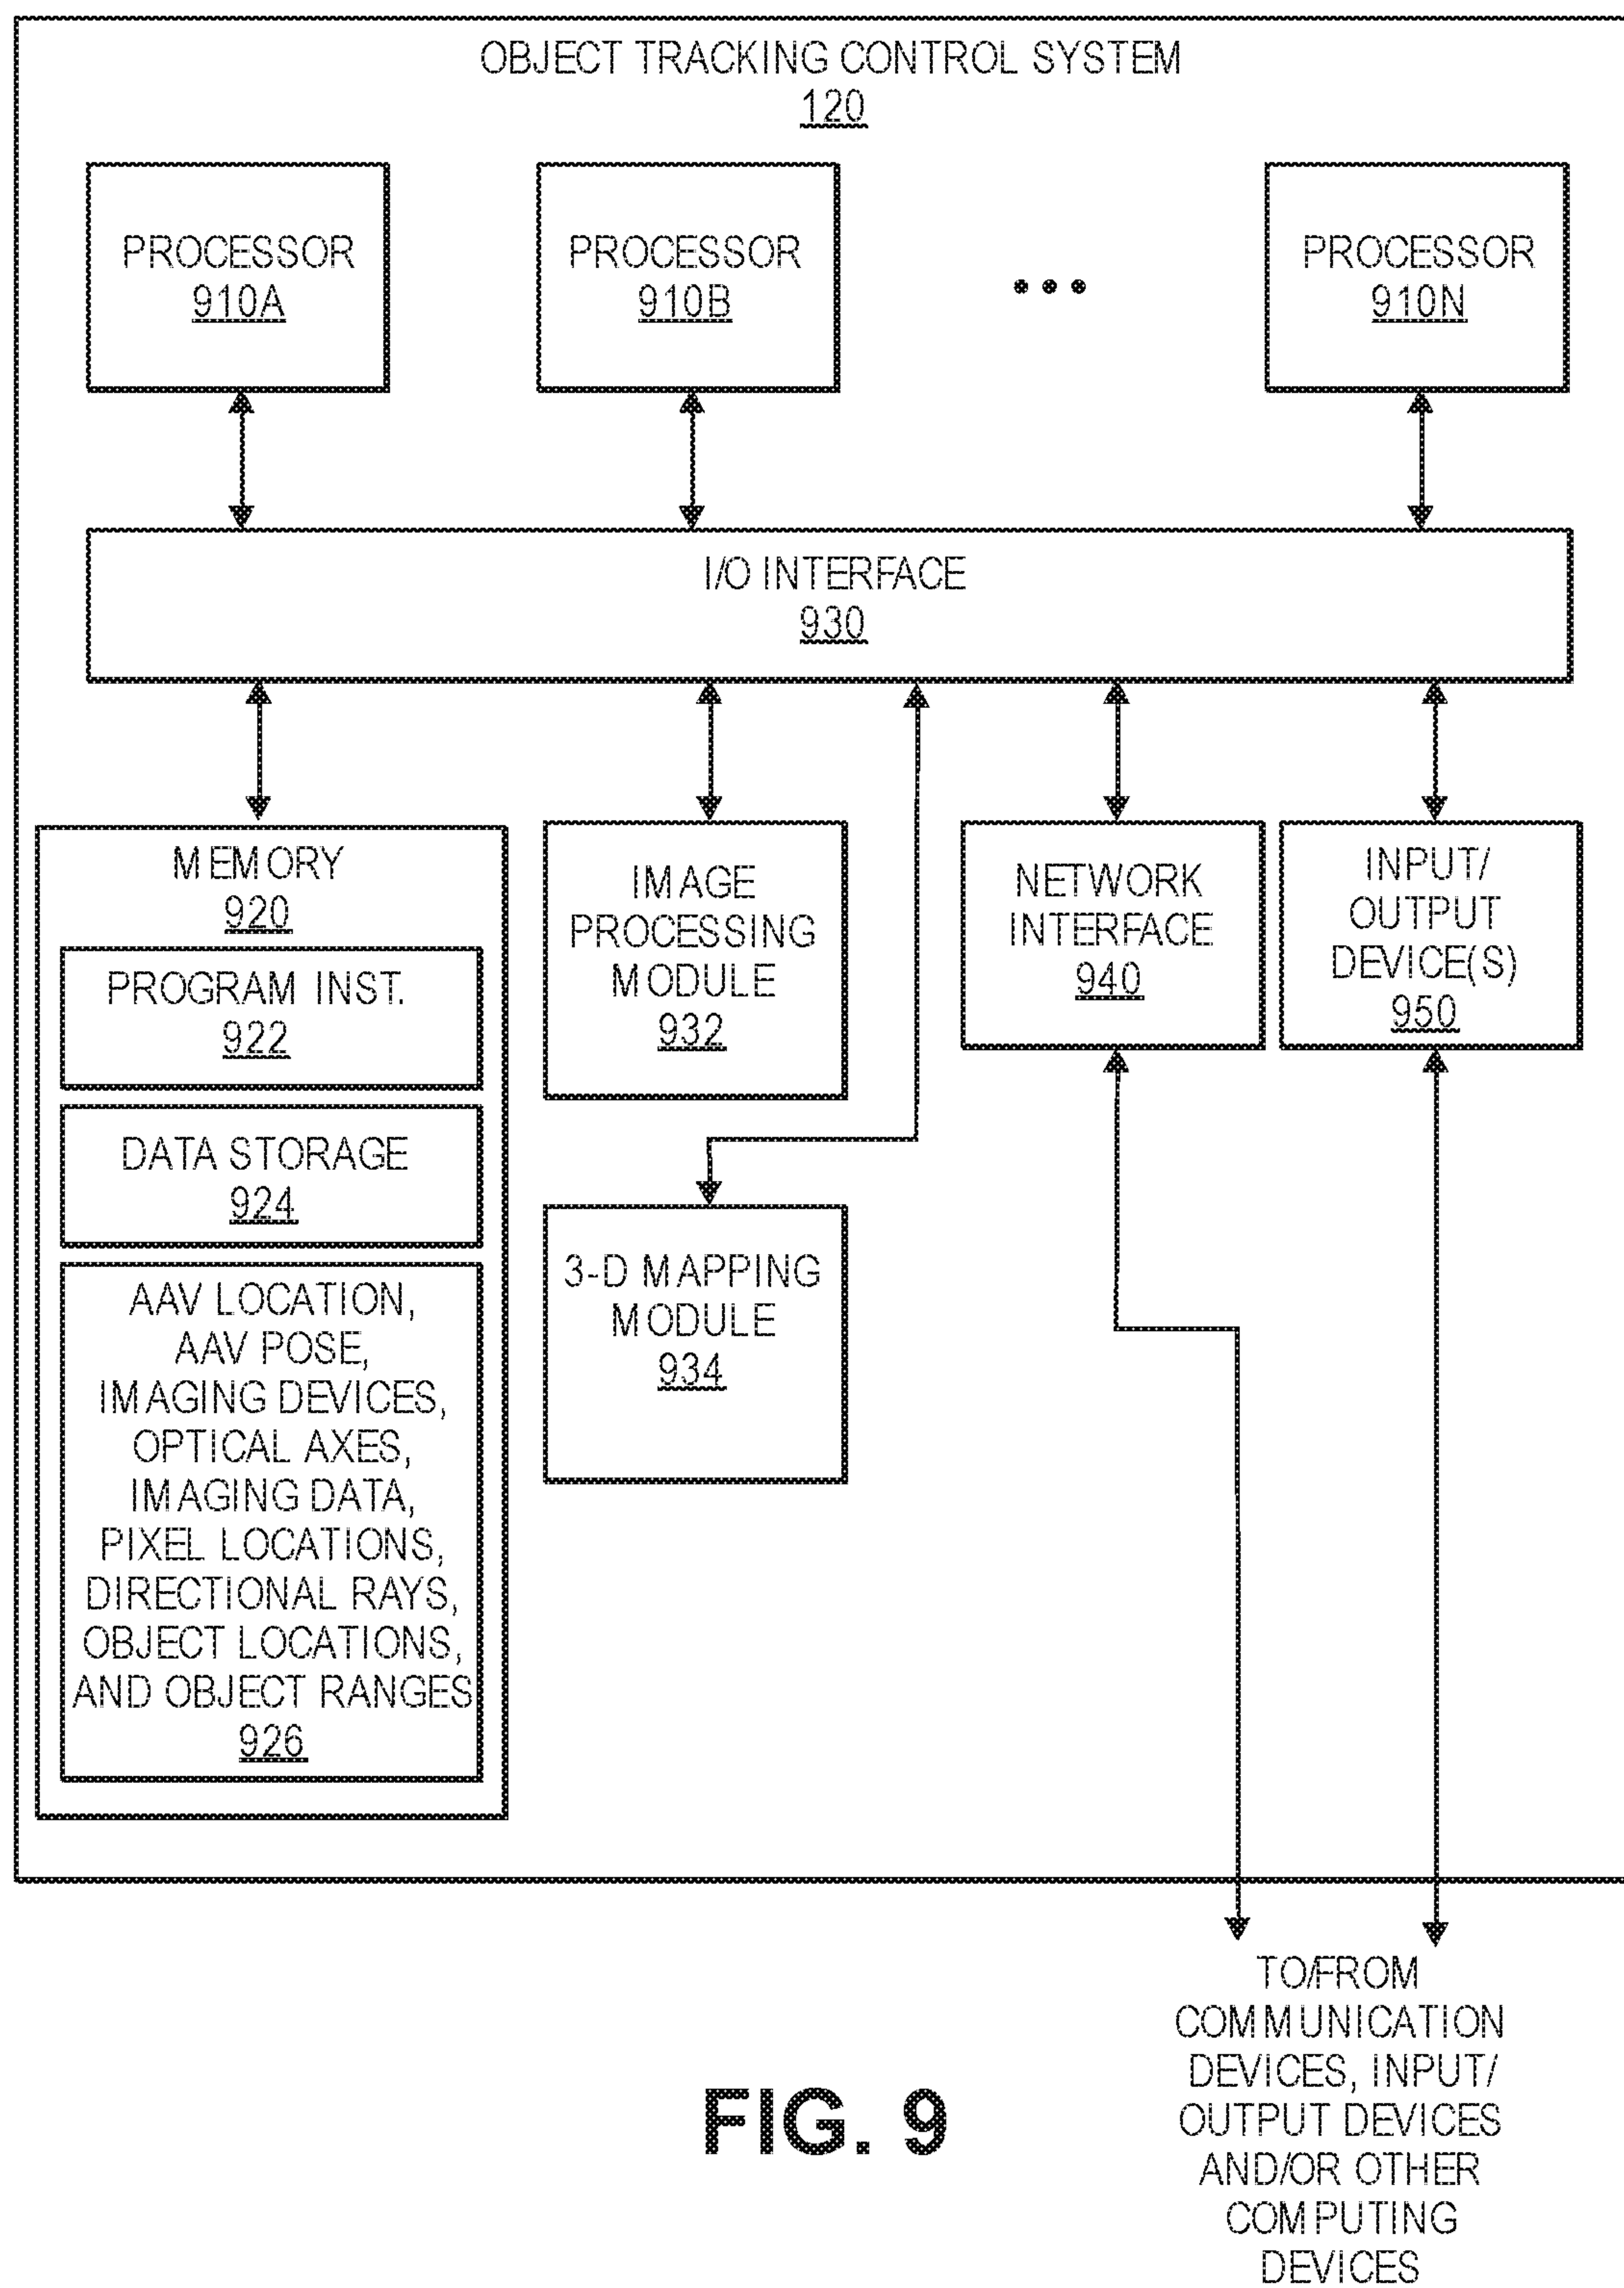 OBJECT TRACKING CONTROL SYSTEM
120
PROCESSOR
910A
PROCESSOR
910B
PROCESSOR
910N
I/O INTERFACE
930
MEMORY
920
PROGRAM INST.
922
DATA STORAGE
924
AAV LOCATION,
AAV POSE,
IMAGING DEVICES,
OPTICAL AXES,
IMAGING DATA,
PIXEL LOCATIONS,
DIRECTIONAL RAYS,
OBJECT LOCATIONS,
AND OBJECT RANGES
926
IMAGE
PROCESSING
MODULE
932
3-D MAPPING
MODULE
934
NETWORK
INTERFACE
940
INPUT/
OUTPUT
DEVICE(S)
950
TO/FROM
COMMUNICATION
DEVICES, INPUT/
OUTPUT DEVICES
AND/OR OTHER
COMPUTING
DEVICES
FIG. 9